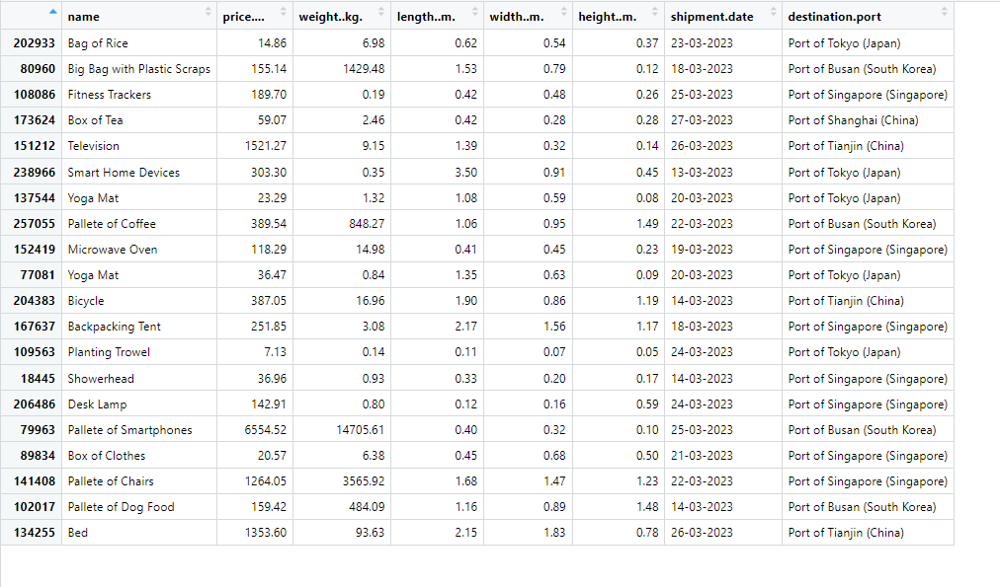 name price.... weight..kg. length..m. width..m. height..m. shipment.date destination.port
202933 Bag of Rice 14.86 6.98 0.62 0.54 0.37 23-03-2023 Port of Tokyo (Japan)
80960 Big Bag with Plastic Scraps 155.14 1429.48 1.53 0.79 0.12 18-03-2023 Port of Busan (South Korea)
108086 Fitness Trackers 189.70 0.19 0.42 0.48 0.26 25-03-2023 Port of Singapore (Singapore)
173624 Box of Tea 59.07 2.46 0.42 0.28 0.28 27-03-2023 Port of Shanghai (China)
151212 Television 1521.27 9.15 1.39 0.32 0.14 26-03-2023 Port of Tianjin (China)
238966 Smart Home Devices 303.30 0.35 3.50 0.91 0.45 13-03-2023 Port of Tokyo (Japan)
137544 Yoga Mat 23.29 1.32 1.08 0.59 0.08 20-03-2023 Port of Tokyo (Japan)
257055 Pallete of Coffee 389.54 848.27 1.06 0.95 1.49 22-03-2023 Port of Busan (South Korea)
152419 Microwave Oven 118.29 14.98 0.41 0.45 0.23 19-03-2023 Port of Singapore (Singapore)
77081 Yoga Mat 36.47 0.84 1.35 0.63 0.09 20-03-2023 Port of Tokyo (Japan)
204383 Bicycle 387.05 16.96 1.90 0.86 1.19 14-03-2023 Port of Tianjin (China)
167637 Backpacking Tent 251.85 3.08 2.17 1.56 1.17 18-03-2023 Port of Singapore (Singapore)
109563 Planting Trowel 7.13 0.14 0.11 0.07 0.05 24-03-2023 Port of Tokyo (Japan)
18445 Showerhead 36.96 0.93 0.33 0.20 0.17 14-03-2023 Port of Singapore (Singapore)
206486 Desk Lamp 142.91 0.80 0.12 0.16 0.59 24-03-2023 Port of Singapore (Singapore)
79963 Pallete of Smartphones 6554.52 14705.61 0.40 0.32 0.10 25-03-2023 Port of Busan (South Korea)
89834 Box of Clothes 20.57 6.38 0.45 0.68 0.50 21-03-2023 Port of Singapore (Singapore)
141408 Pallete of Chairs 1264.05 3565.92 1.68 1.47 1.23 22-03-2023 Port of Singapore (Singapore)
102017 Pallete of Dog Food 159.42 484.09 1.16 0.89 1.48 14-03-2023 Port of Busan (South Korea)
134255 Bed 1353.60 93.63 2.15 1.83 0.78 26-03-2023 Port of Tianjin (China)